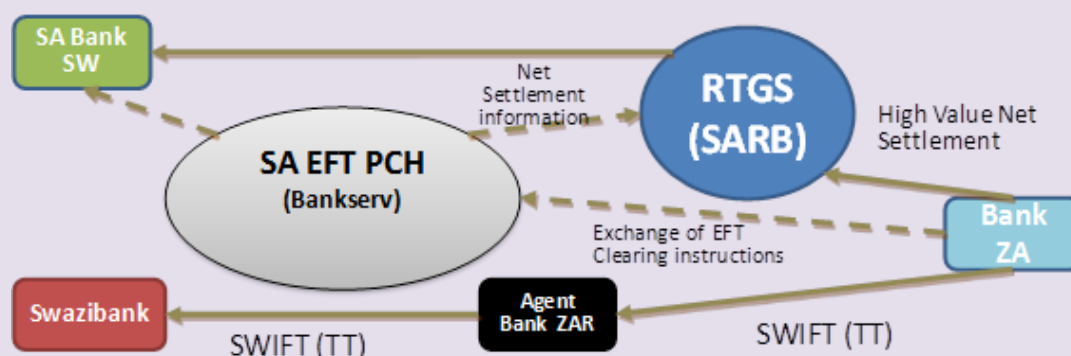 SA Bank
SW
Net
Settlement
information
RTGS
(SARB)
High Value Net
Settlement
SA EFT PCH
(Bankserv)
Bank
ZA
Exchange of EFT
Clearing instructions
Swazibank
Agent
Bank ZAR
SWIFT (TT)
SWIFT (TT)